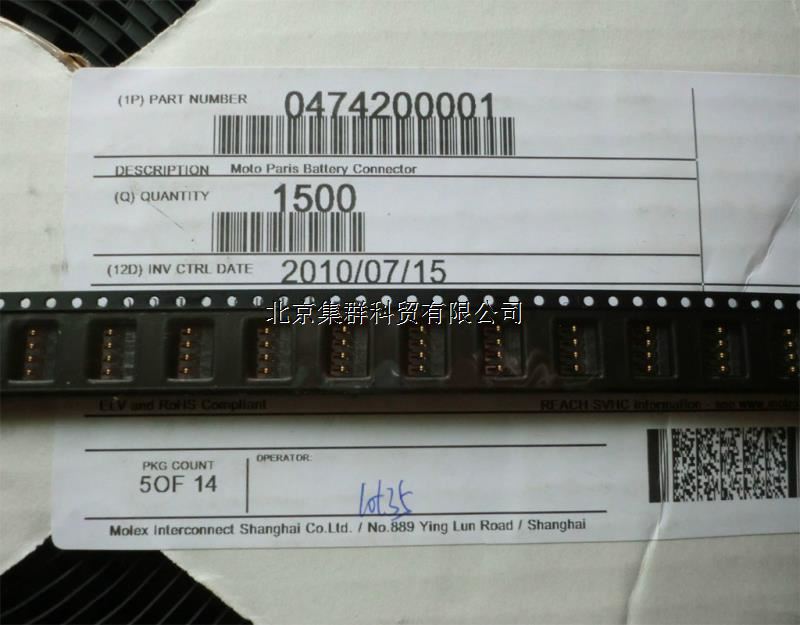 (1P) PART NUMBER 0474200001
DESCRIPTION Moto Paris Battery Connector
(Q) QUANTITY 1500
(12D) INV CTRL DATE 2010/07/15
北京集群科贸有限公司
ELV and RoHS Compliant REACH SVHC information - see www.
PKG COUNT OPERATOR:
5OF 14 lot35
Molex Interconnect Shanghai Co.Ltd. / No.889 Ying Lun Road / Shanghai